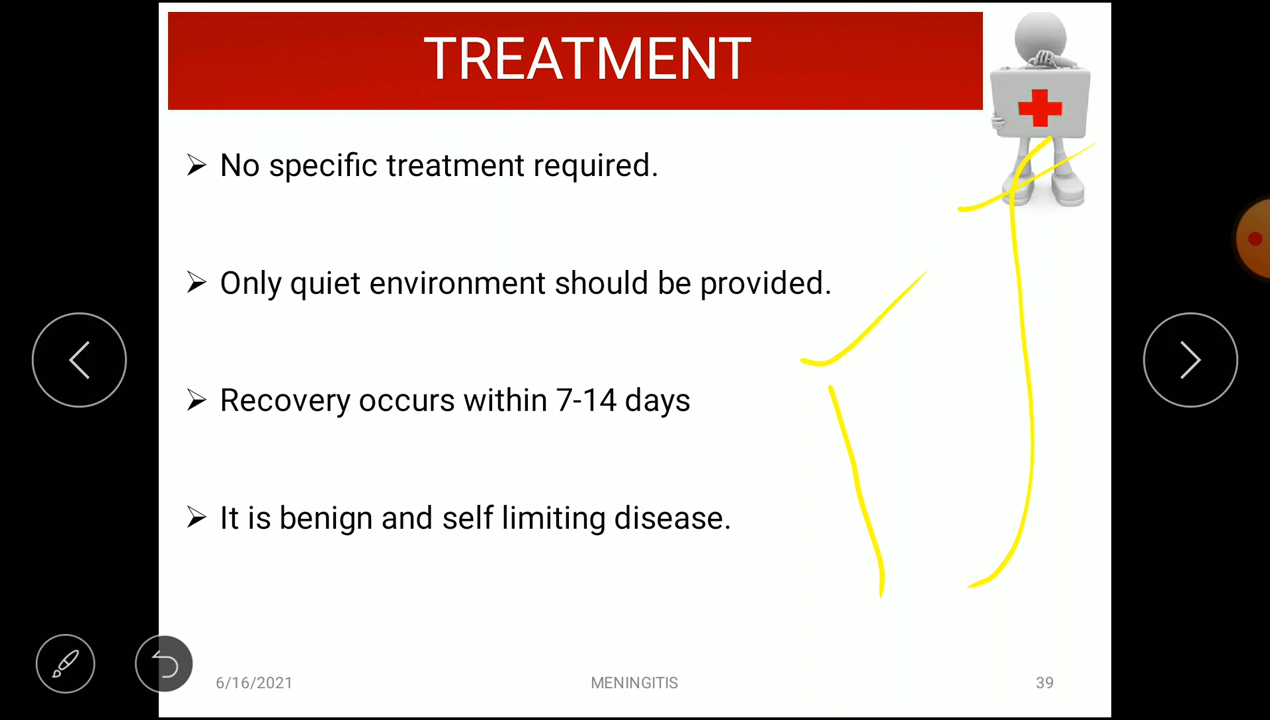 TREATMENT
➢ No specific treatment required.
➢ Only quiet environment should be provided.
➢ Recovery occurs within 7-14 days
➢ It is benign and self limiting disease.
6/16/2021
MENINGITIS
39